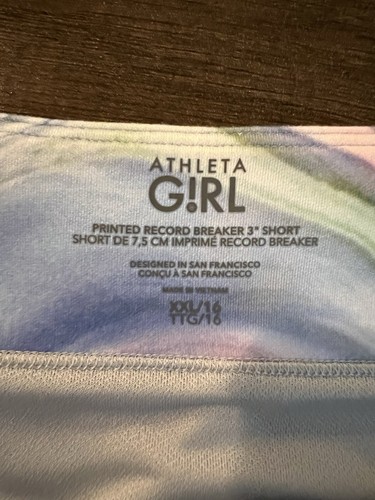 ATHLETA
G!RL
PRINTED RECORD BREAKER 3" SHORT
SHORT DE 7,5 CM IMPRIMÉ RECORD BREAKER
DESIGNED IN SAN FRANCISCO
CONÇU À SAN FRANCISCO
MADE IN VIETNAM
XXL/16
TTG/16